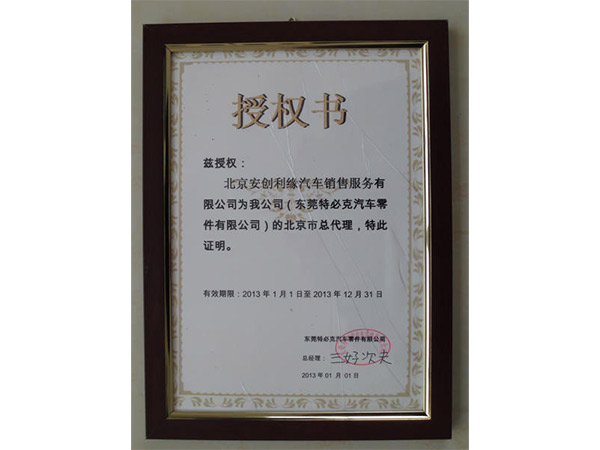 授权书
兹授权：
北京安创利缘汽车销售服务有
限公司为我公司（东莞特必克汽车零
件有限公司）的北京市总代理，特此
证明。
有效期限：2013 年 1 月 1 日至 2013 年 12 月 31 日
东莞特必克汽车零件有限公司
总经理：三好次夫
2013 年 01 月 01 日